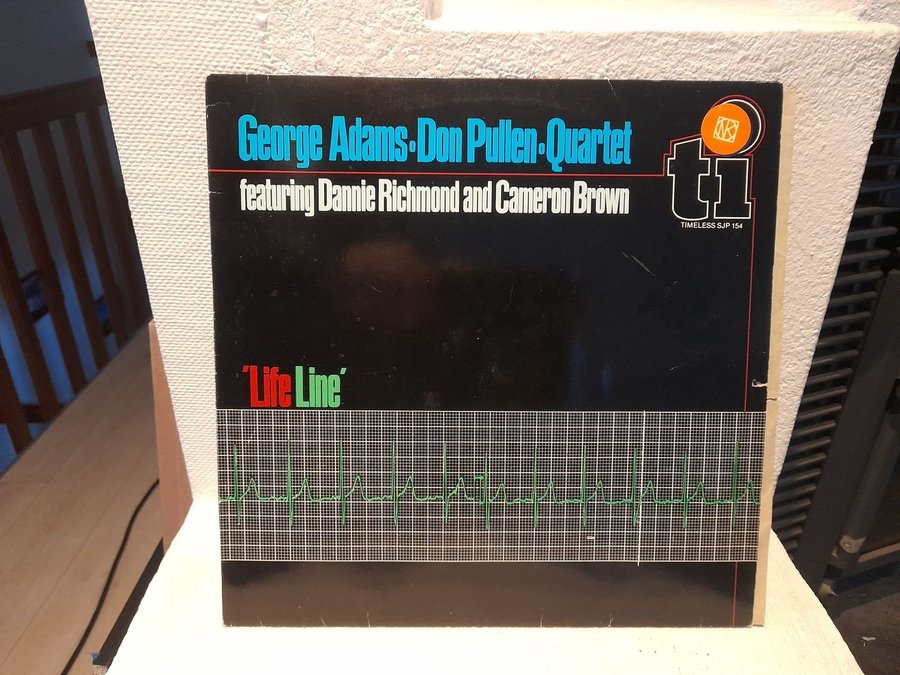 George Adams•Don Pullen•Quartet
featuring Dannie Richmond and Cameron Brown
ti
TIMELESS SJP 154
'Life Line'